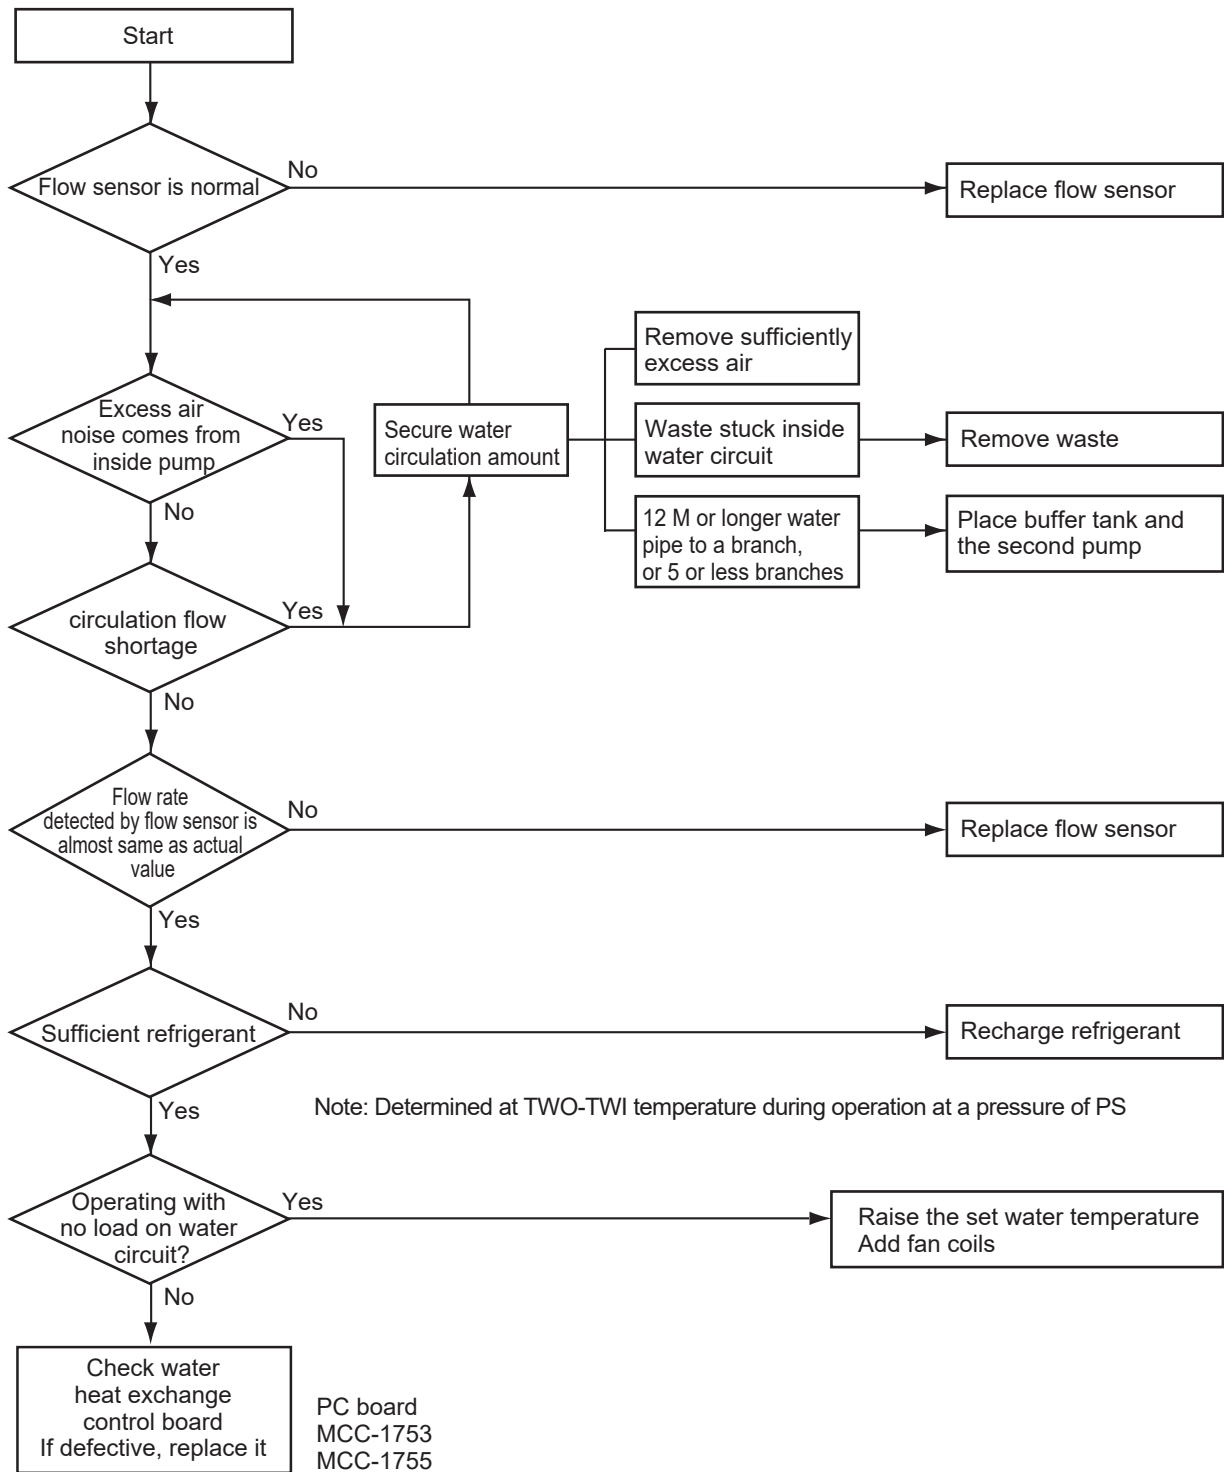 Start
Flow sensor is normal
No
Replace flow sensor
Yes
Excess air
noise comes from
inside pump
Yes
No
Secure water
circulation amount
Remove sufficiently
excess air
Waste stuck inside
water circuit
Remove waste
12 M or longer water
pipe to a branch,
or 5 or less branches
Place buffer tank and
the second pump
circulation flow
shortage
Yes
No
Flow rate
detected by flow sensor is
almost same as actual
value
No
Replace flow sensor
Yes
Sufficient refrigerant
No
Recharge refrigerant
Yes
Note: Determined at TWO-TWI temperature during operation at a pressure of PS
Operating with
no load on water
circuit?
Yes
Raise the set water temperature
Add fan coils
No
Check water
heat exchange
control board
If defective, replace it
PC board
MCC-1753
MCC-1755